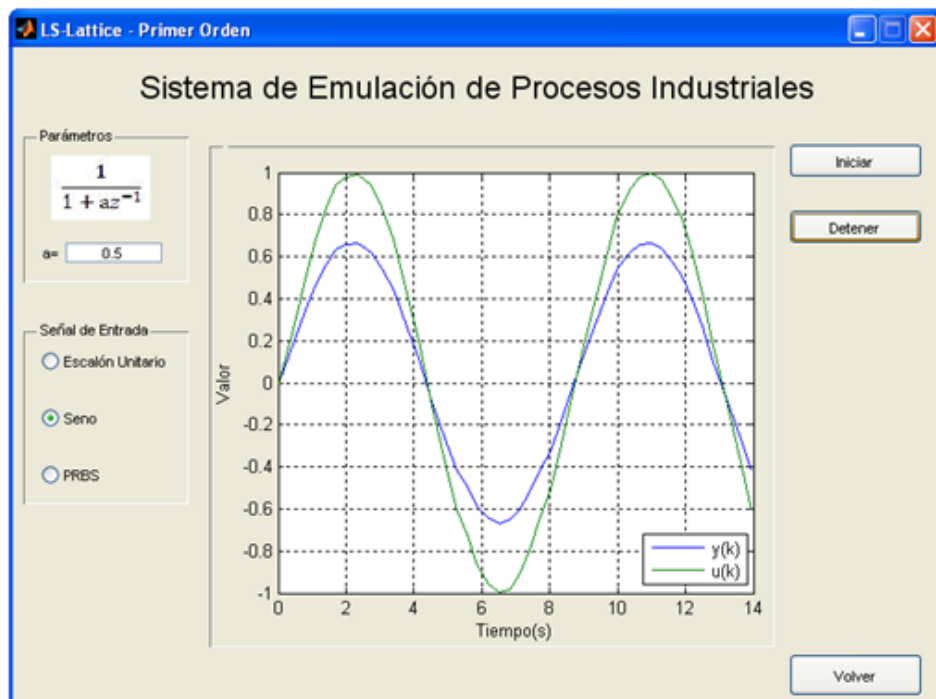 LS-Lattice - Primer Orden
Sistema de Emulación de Procesos Industriales
Parámetros
1
1 + az⁻¹
a= 0.5
Señal de Entrada
Escalón Unitario
Seno
PRBS
Valor
1
0.8
0.6
0.4
0.2
0
-0.2
-0.4
-0.6
-0.8
-1
0 2 4 6 8 10 12 14
Tiempo(s)
y(k)
u(k)
Iniciar
Detener
Volver